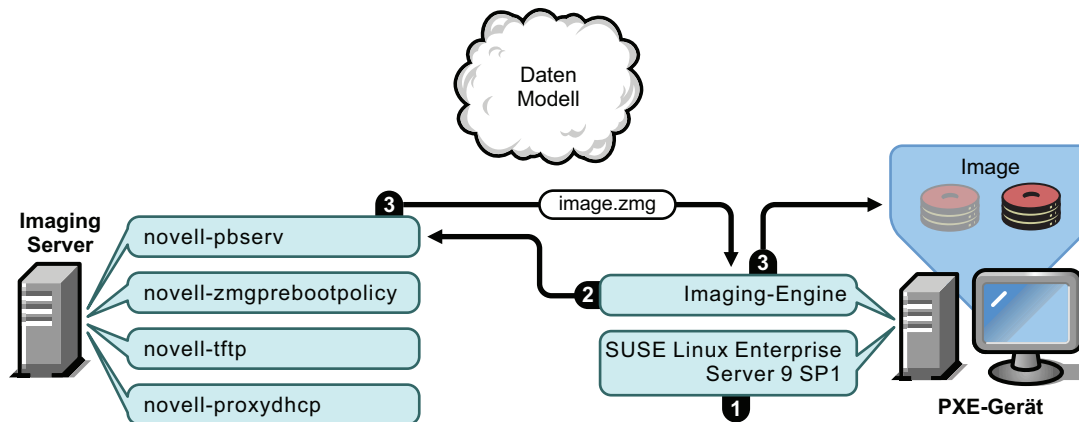 Daten
Modell
Image
Imaging
Server
3
image.zmg
novell-pbserv
3
2
Imaging-Engine
novell-zmgprebootpolicy
SUSE Linux Enterprise
Server 9 SP1
novell-tftp
1
novell-proxydhcp
PXE-Gerät